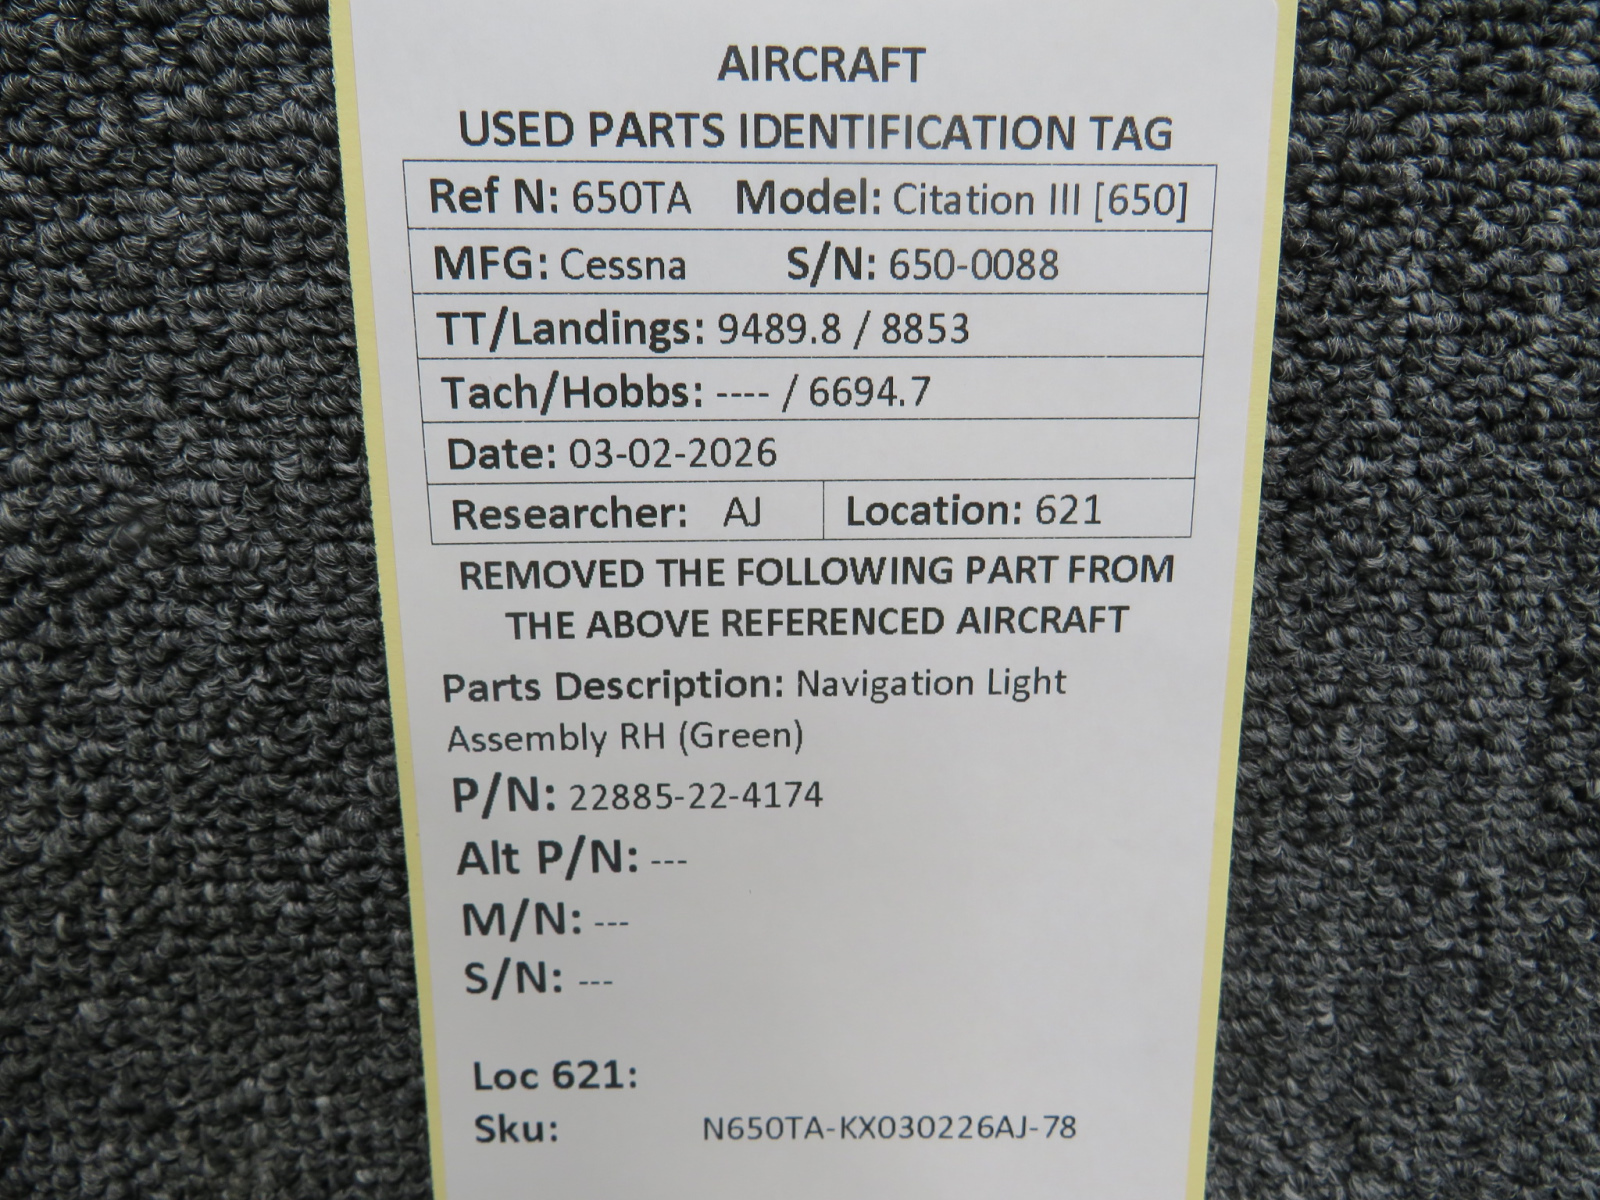 AIRCRAFT
USED PARTS IDENTIFICATION TAG
Ref N: 650TA Model: Citation III [650]
MFG: Cessna S/N: 650-0088
TT/Landings: 9489.8 / 8853
Tach/Hobbs: ---- / 6694.7
Date: 03-02-2026
Researcher: AJ Location: 621
REMOVED THE FOLLOWING PART FROM
THE ABOVE REFERENCED AIRCRAFT
Parts Description: Navigation Light
Assembly RH (Green)
P/N: 22885-22-4174
Alt P/N: ---
M/N: ---
S/N: ---
Loc 621:
Sku: N650TA-KX030226AJ-78